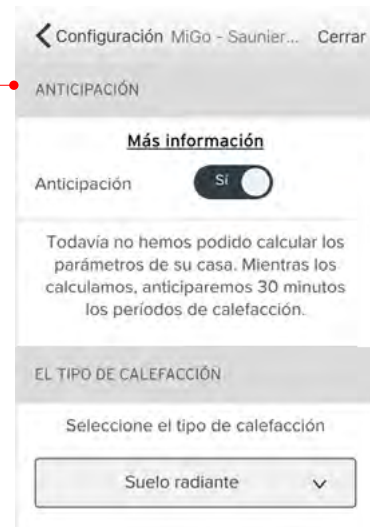 Configuración MiGo - Saunier... Cerrar
ANTICIPACIÓN
Más información
Anticipación Sí
Todavía no hemos podido calcular los
parámetros de su casa. Mientras los
calculamos, anticiparemos 30 minutos
los períodos de calefacción.
EL TIPO DE CALEFACCIÓN
Seleccione el tipo de calefacción
Suelo radiante